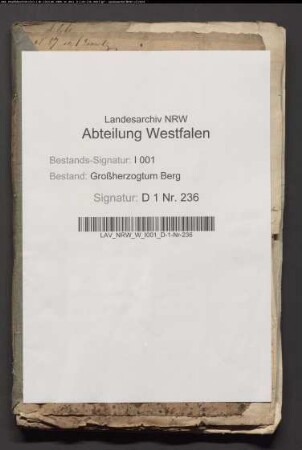 Landesarchiv NRW
Abteilung Westfalen
Bestands-Signatur: I 001
Bestand: Großherzogtum Berg
Signatur: D 1 Nr. 236
LAV_NRW_W_I001_D-1-Nr-236